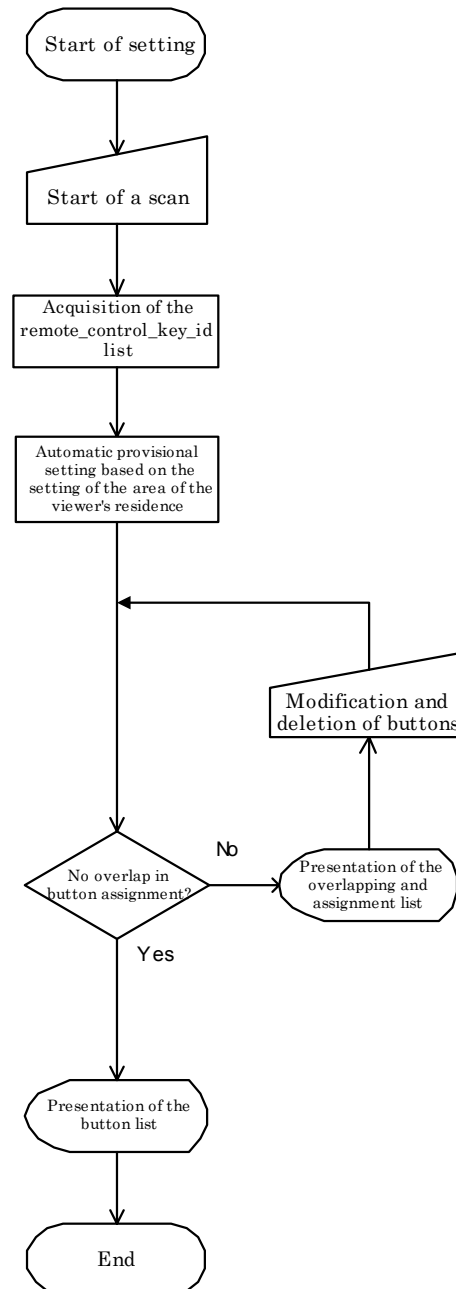 Start of setting
Start of a scan
Acquisition of the
remote_control_key_id
list
Automatic provisional
setting based on the
setting of the area of the
viewer's residence
Modification and
deletion of buttons
No overlap in
button assignment?
No
Presentation of the
overlapping and
assignment list
Yes
Presentation of the
button list
End